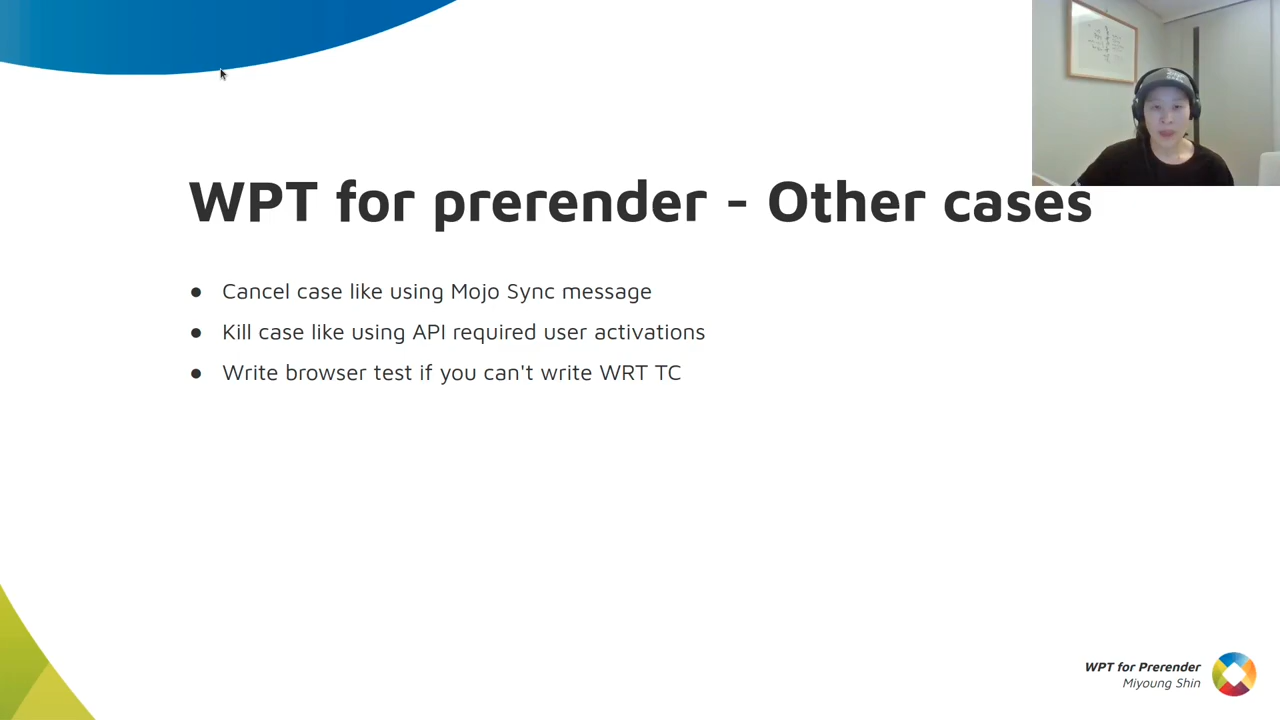 WPT for prerender - Other cases
● Cancel case like using Mojo Sync message
● Kill case like using API required user activations
● Write browser test if you can't write WRT TC
WPT for Prerender
Miyoung Shin